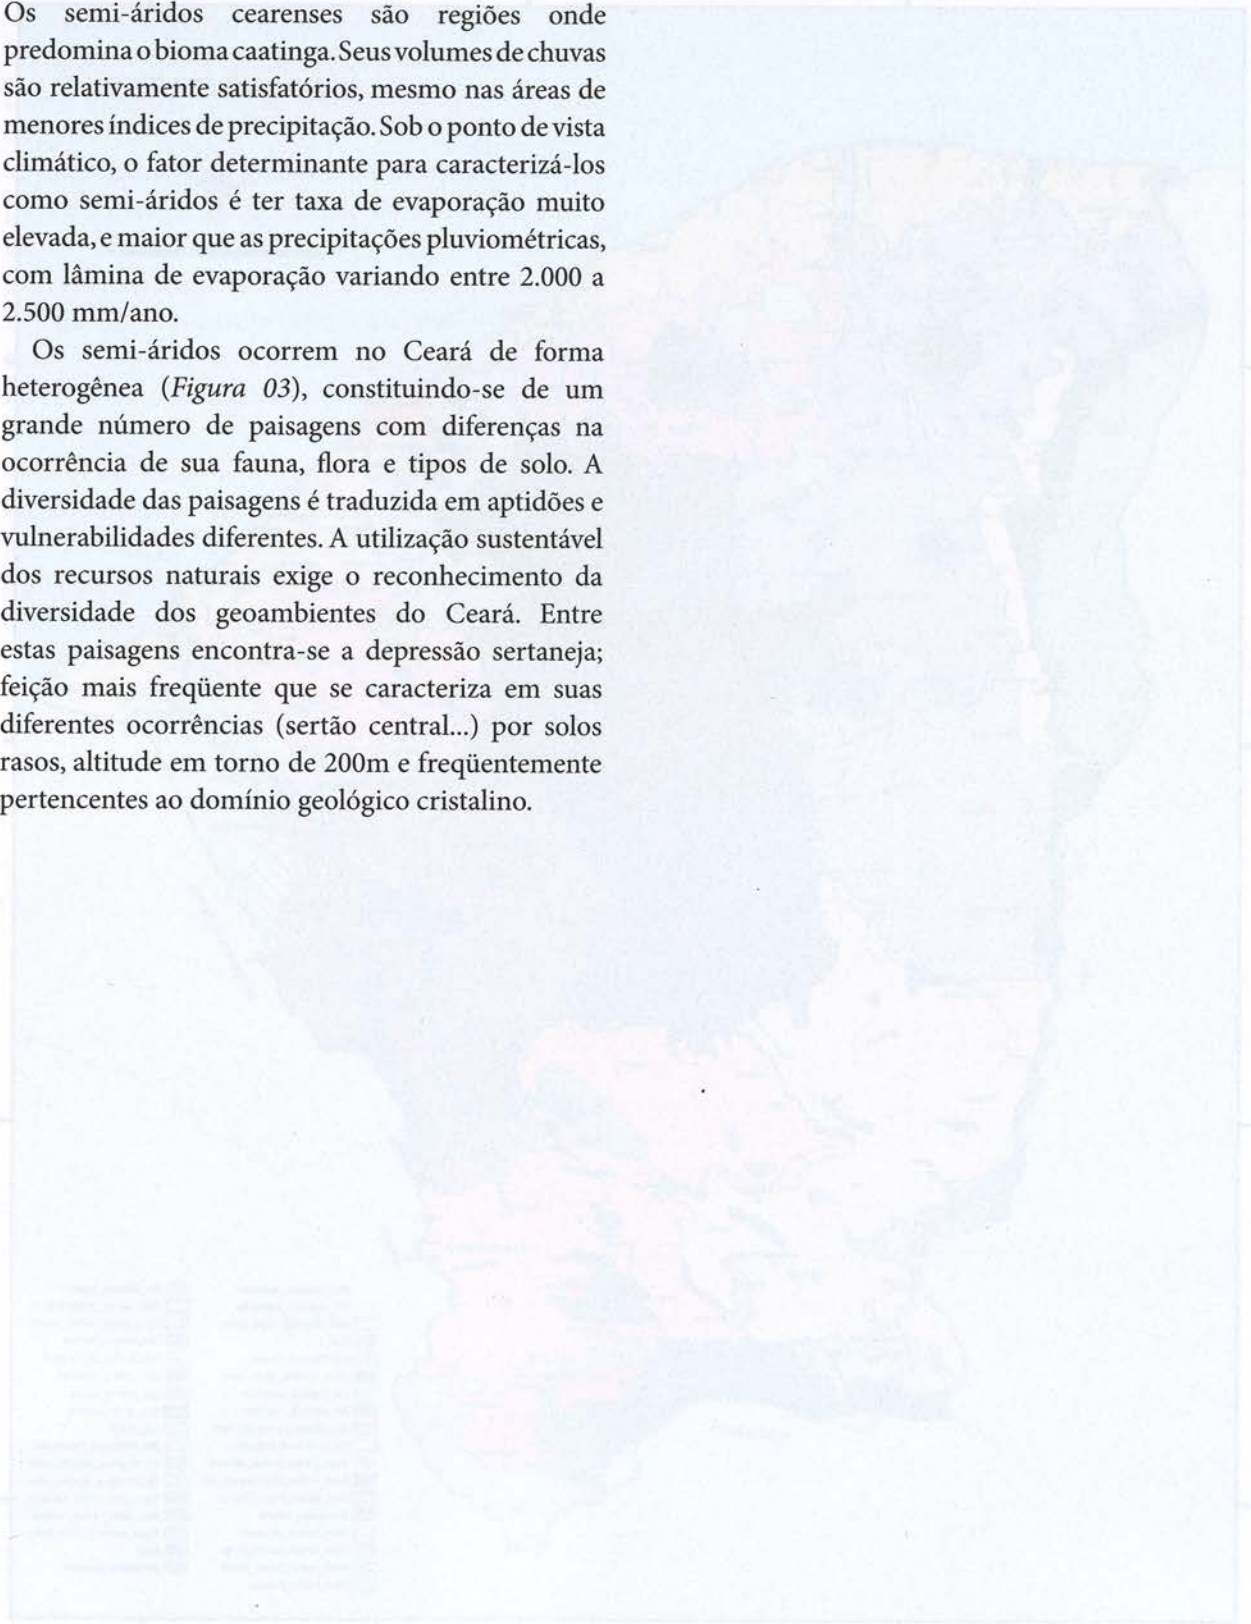 Os semi-áridos cearenses são regiões onde
predomina o bioma caatinga. Seus volumes de chuvas
são relativamente satisfatórios, mesmo nas áreas de
menores índices de precipitação. Sob o ponto de vista
climático, o fator determinante para caracterizá-los
como semi-áridos é ter taxa de evaporação muito
elevada, e maior que as precipitações pluviométricas,
com lâmina de evaporação variando entre 2.000 a
2.500 mm/ano.
Os semi-áridos ocorrem no Ceará de forma
heterogênea (Figura 03), constituindo-se de um
grande número de paisagens com diferenças na
ocorrência de sua fauna, flora e tipos de solo. A
diversidade das paisagens é traduzida em aptidões e
vulnerabilidades diferentes. A utilização sustentável
dos recursos naturais exige o reconhecimento da
diversidade dos geoambientes do Ceará. Entre
estas paisagens encontra-se a depressão sertaneja;
feição mais freqüente que se caracteriza em suas
diferentes ocorrências (sertão central...) por solos
rasos, altitude em torno de 200m e freqüentemente
pertencentes ao domínio geológico cristalino.